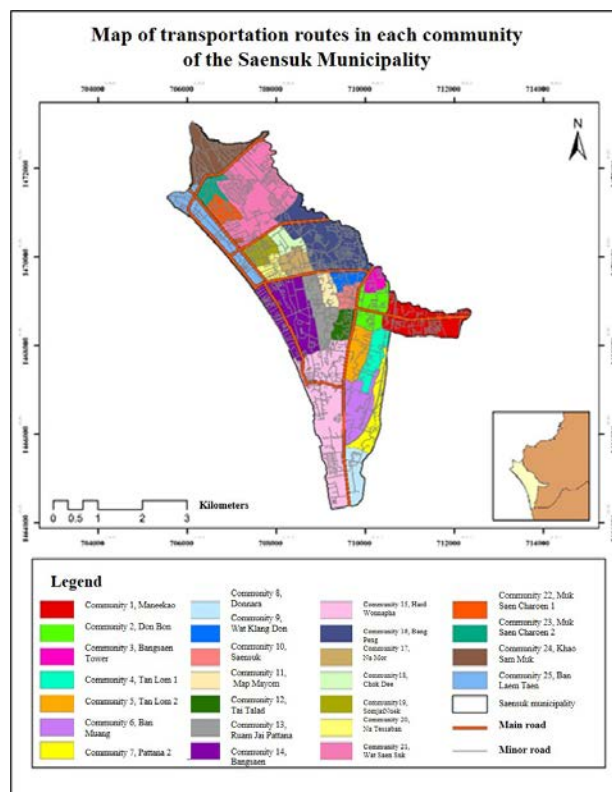 Map of transportation routes in each community
of the Saensuk Municipality
704000 706000 708000 710000 712000 714000
N
1472000
1470000
1468000
1466000
1464000
0 0.5 1 2 3
Kilometers
704000 706000 708000 710000 712000 714000
Legend
Community 1, Maneekao
Community 2, Don Bon
Community 3, Bangsaen
Tower
Community 4, Tan Lom 1
Community 5, Tan Lom 2
Community 6, Ban
Muang
Community 7, Pattana 2
Community 8,
Donnara
Community 9,
Wat Klang Don
Community 10,
Saensuk
Community 11,
Map Mayom
Community 12,
Tai Talad
Community 13,
Ruam Jai Pattana
Community 14,
Bangsaen
Community 15, Hard
Wonnapha
Community 16, Bang
Peng
Community 17,
Na Mor
Community18,
Chok Dee
Community19,
SomjaiNuek
Community 20,
Na Tessaban
Community 21,
Wat Saen Suk
Community 22, Muk
Saen Charoen 1
Community 23, Muk
Saen Charoen 2
Community 24, Khao
Sam Muk
Community 25, Ban
Laem Taen
Saensuk municipality
Main road
Minor road